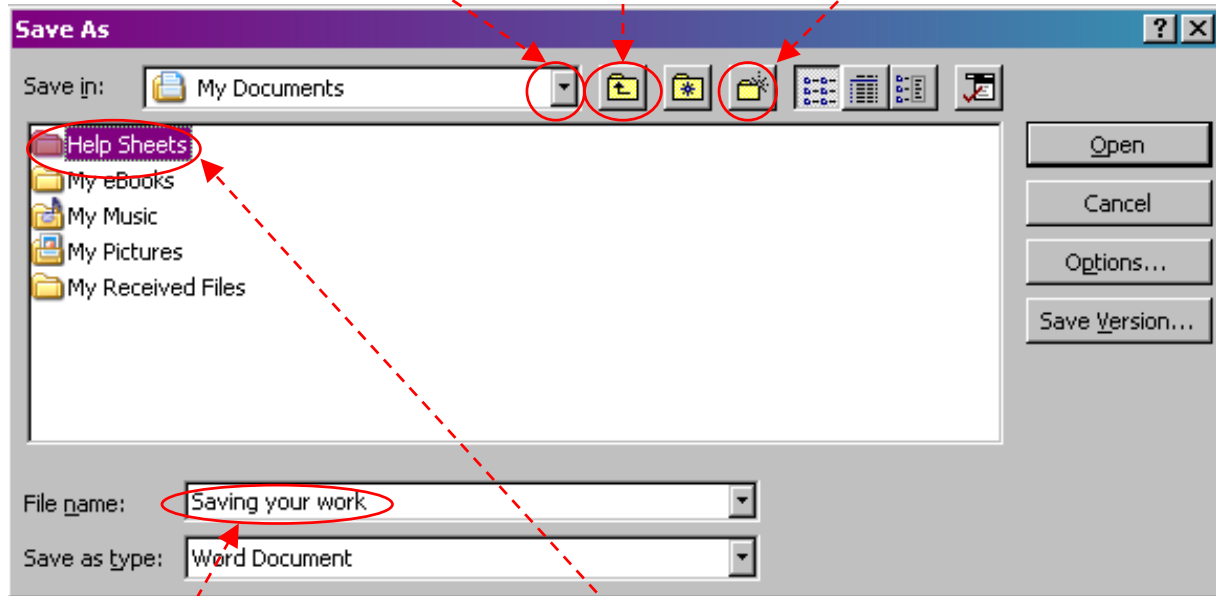 Save As
Save in: My Documents
Help Sheets
My eBooks
My Music
My Pictures
My Received Files
Open
Cancel
Options...
Save Version...
File name: Saving your work
Save as type: Word Document